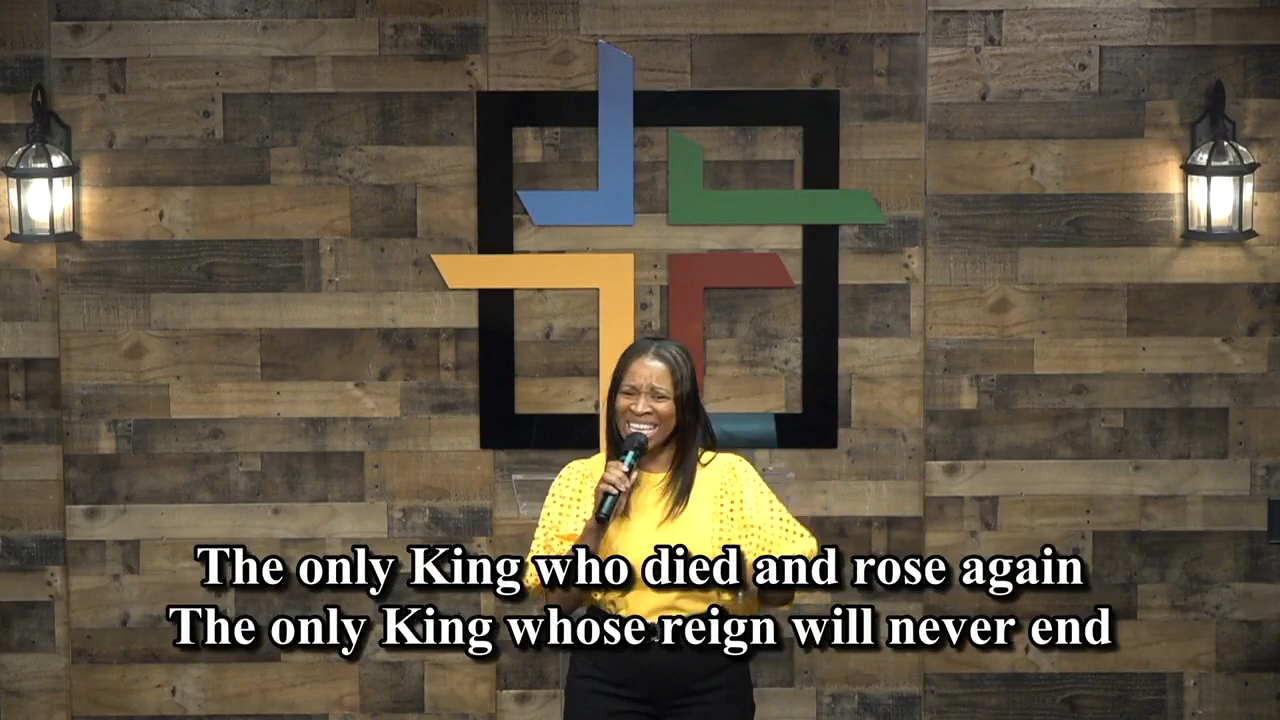 The only King who died and rose again
The only King whose reign will never end